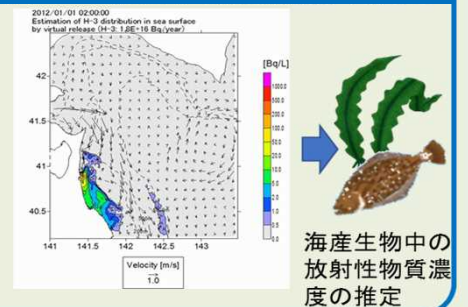 2012/01/01 02:00:00
Estimation of H-3 distribution in sea surface
by virtual release (H-3: 1.8E+16 Bq/year)
[Bq/L]
42
41.5
41
40.5
141 141.5 142 142.5 143
1000.0
500.0
200.0
100.0
50.0
20.0
10.0
5.0
2.0
1.0
0.5
0.0
Velocity [m/s]
1.0
海産生物中の
放射性物質濃
度の推定